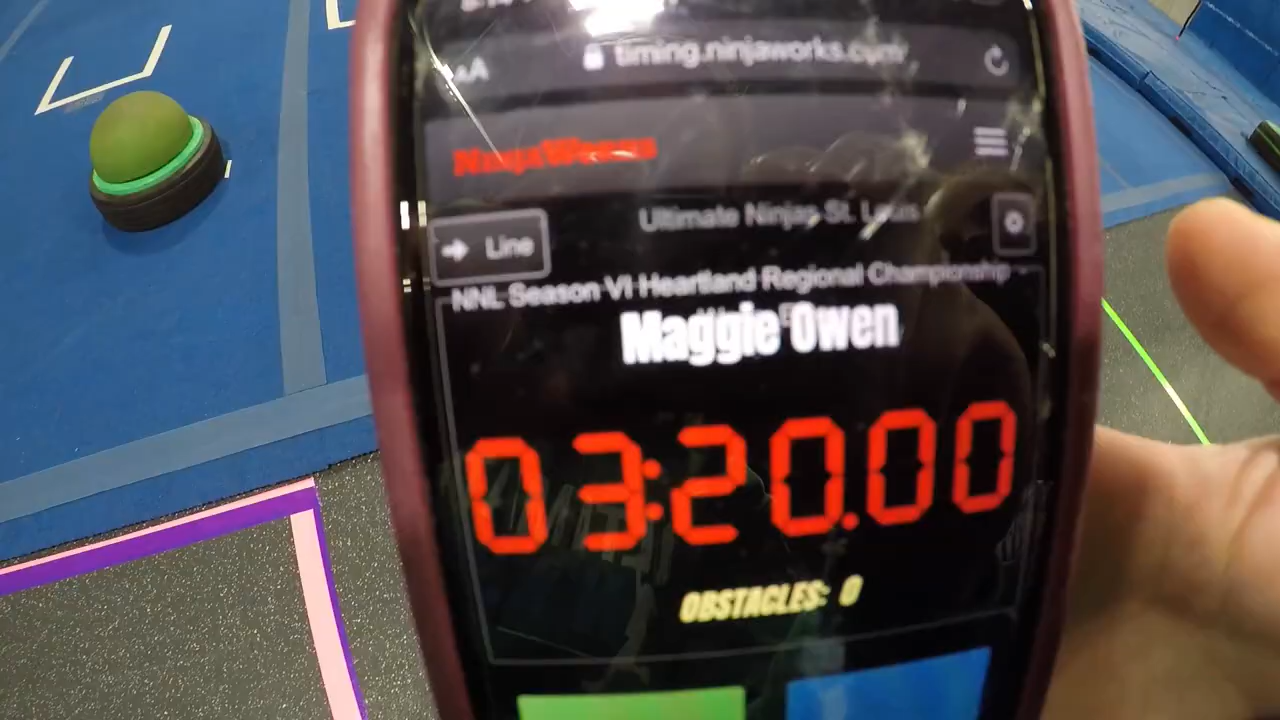 AA timing.ninjaworks.com
NinjaWorks
Line
Ultimate Ninjas St. Louis
NNL Season VI Heartland Regional Championship -
Maggie Owen
03:20.00
OBSTACLES: 0